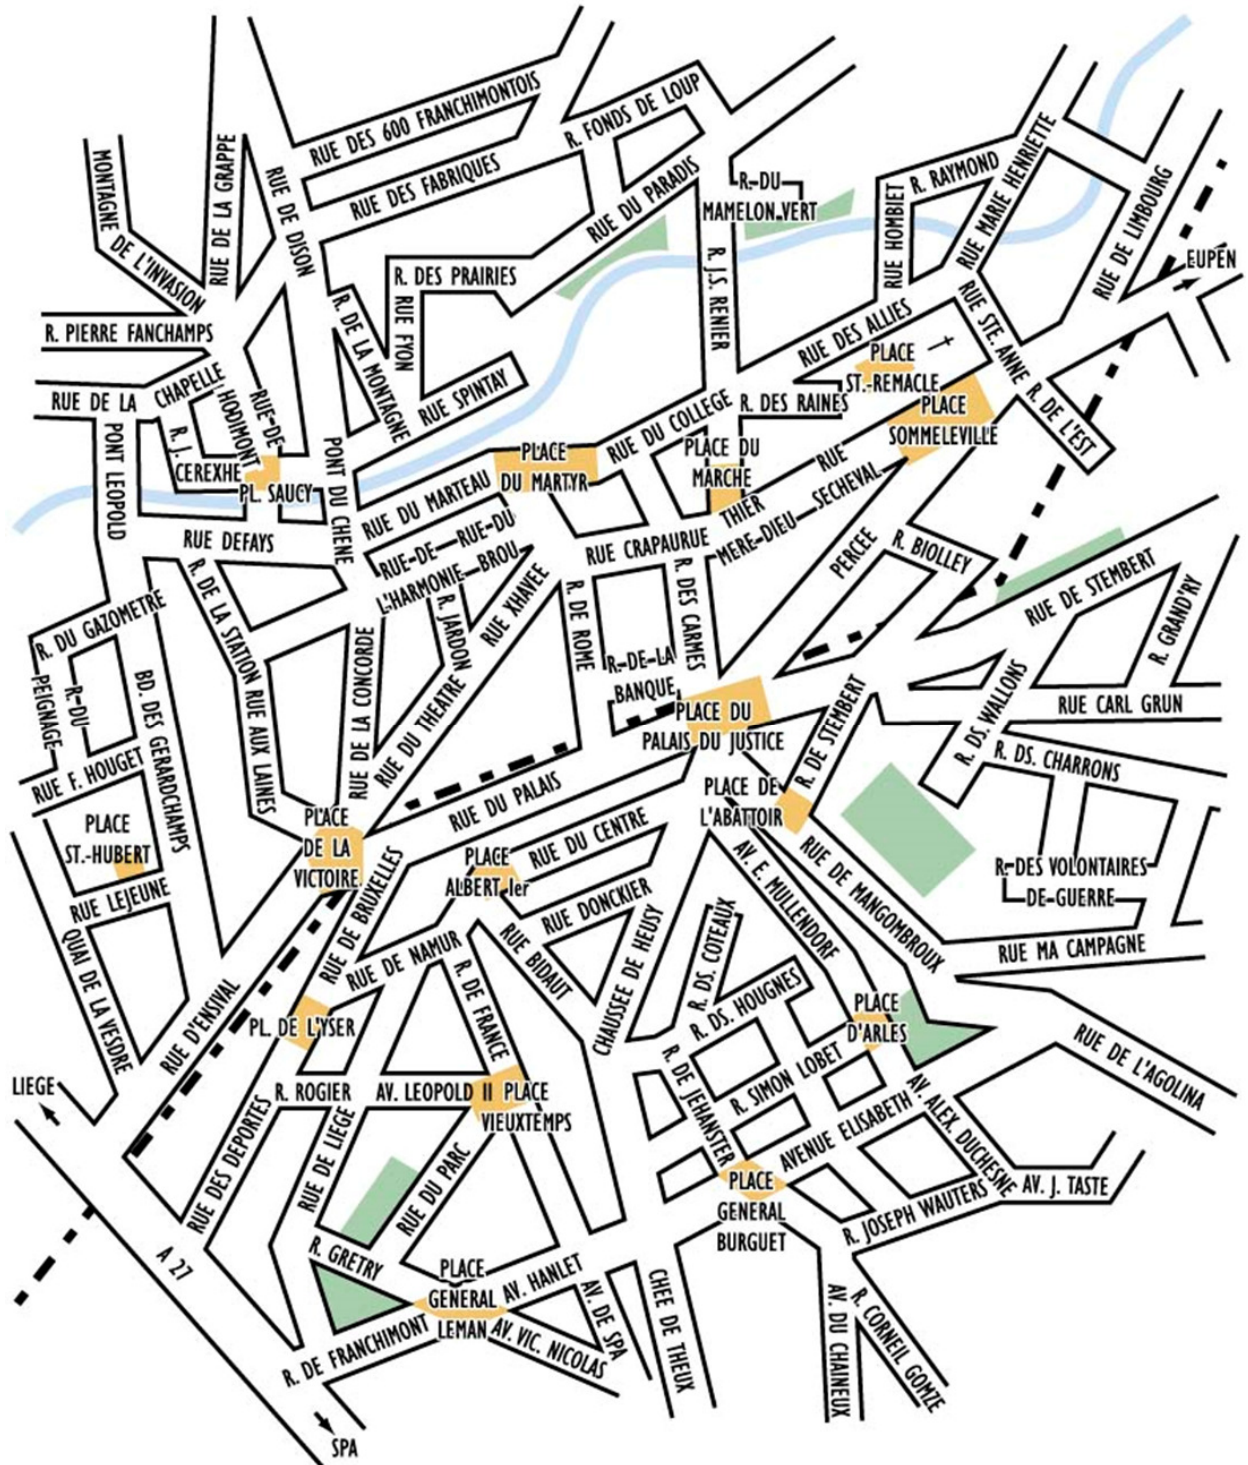 RUE DES 600 FRANCHIMONTOIS
R. FONDS DE LOUP
MONTAGNE DE L'INVASION
RUE DE LA GRAPPE
RUE DE DISON
RUE DES FABRIQUES
RUE DU PARADIS
R. DU
MAMELON VERT
RUE HOMBIET
R. RAYMOND
RUE MARIE HENRIETTE
RUE DE LIMBOURG
EUPEN
R. DES PRAIRIES
R. PIERRE FANCHAMPS
R. DE LA MONTAGNE
RUE FYON
R. J.S. RENIER
RUE DES ALLIES
RUE STE. ANNE
RUE DE LA
CHAPELLE
HODIMONT
RUE-DE-
R. J.
CEREXHE
PL. SAUCY
RUE SPINTAY
PLACE
ST.-REMACLE
R. DES RAINES
PLACE
SOMMELEVILLE
R. DE L'EST
PONT LEOPOLD
PONT DU CHENE
RUE DU COLLEGE
PLACE
DU MARTYR
PLACE DU
MARCHE
RUE DU MARTEAU
RUE
THIER
MERE-DIEU
SECHEVAL
RUE DEFAYS
RUE-DE-
L'HARMONIE
RUE-DU
BROU
RUE CRAPAURUE
PERCEE
R. BIOLLEY
RUE DE STEMBERT
R. GRAND'RY
R. DE LA STATION
R. JARDON
RUE XHAVEE
R. DE ROME
R. DES CARMES
R. DU GAZOMETRE
PEIGNAGE
R. DU
BD. DES GERARDCHAMPS
RUE AUX LAINES
RUE DE LA CONCORDE
RUE DU THEATRE
R. DE LA
BANQUE
PLACE DU
PALAIS DU JUSTICE
R. DE STEMBERT
R. DS. WALLONS
RUE CARL GRUN
R. DS. CHARRONS
RUE F. HOUGET
PLACE
ST.-HUBERT
RUE LEJEUNE
PLACE
DE LA
VICTOIRE
RUE DU PALAIS
PLACE DE
L'ABATTOIR
RUE DE BRUXELLES
PLACE
ALBERT Ier
RUE DU CENTRE
RUE DONCKIER
AV. E. MULLENDORF
RUE DE MANGOMBROUX
R. DES VOLONTAIRES
DE-GUERRE
RUE MA CAMPAGNE
QUAI DE LA VESDRE
RUE D'ENSIVAL
RUE DE NAMUR
R. DE FRANCE
RUE BIDAUT
CHAUSSEE DE HEUSY
R. DS. COTEAUX
R. DS. HOUGNES
PLACE
D'ARLES
PL. DE L'YSER
R. DE JEHANSTER
R. SIMON LOBET
RUE DE L'AGOLINA
LIEGE
R. ROGIER
AV. LEOPOLD II
PLACE
VIEUXTEMPS
AVENUE ELISABETH
AV. ALEX. DUCHESNE
RUE DES DEPORTES
RUE DE LIEGE
RUE DU PARC
PLACE
GENERAL
BURGUET
R. JOSEPH WAUTERS
AV. J. TASTE
A 27
R. GRETRY
PLACE
GENERAL
LEMAN
AV. HANLET
AV. DE SPA
CHEE DE THEUX
R. DE FRANCHIMONT
AV. VIC. NICOLAS
AV. DU CHAINEUX
R. CORNEIL GOMZE
SPA